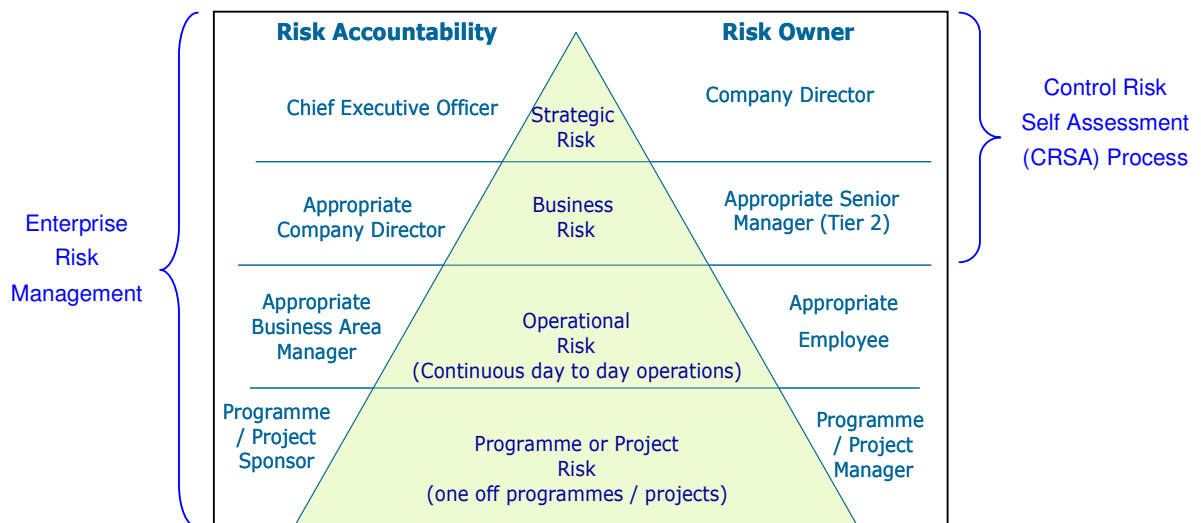 Risk Accountability
Risk Owner
Chief Executive Officer
Strategic
Risk
Company Director
Control Risk
Self Assessment
(CRSA) Process
Enterprise
Risk
Management
Appropriate
Company Director
Business
Risk
Appropriate Senior
Manager (Tier 2)
Appropriate
Business Area
Manager
Operational
Risk
(Continuous day to day operations)
Appropriate
Employee
Programme
/ Project
Sponsor
Programme or Project
Risk
(one off programmes / projects)
Programme
/ Project
Manager